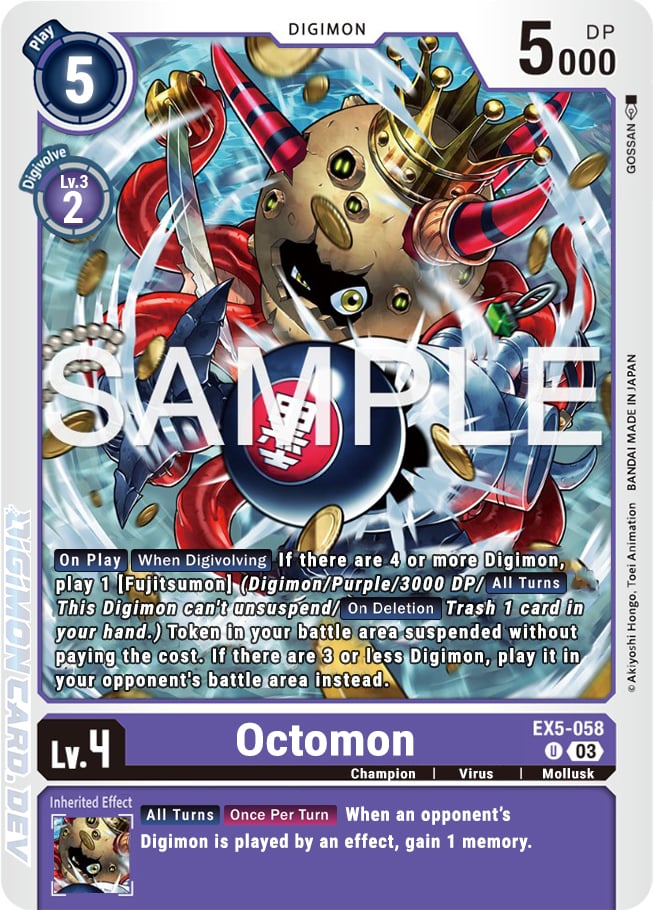 Play
5
DIGIMON
DP
5000
Digivolve
Lv.3
2
GOSSAN
SAMPLE
BANDAI MADE IN JAPAN
© Akiyoshi Hongo, Toei Animation
On Play When Digivolving If there are 4 or more Digimon,
play 1 [Fujitsumon] (Digimon/Purple/3000 DP/ All Turns
This Digimon can't unsuspend/ On Deletion Trash 1 card in
your hand.) Token in your battle area suspended without
paying the cost. If there are 3 or less Digimon, play it in
your opponent's battle area instead.
DIGIMONCARD.DEV
Lv.4
Octomon
EX5-058
U 03
Champion | Virus | Mollusk
Inherited Effect
All Turns Once Per Turn When an opponent's
Digimon is played by an effect, gain 1 memory.